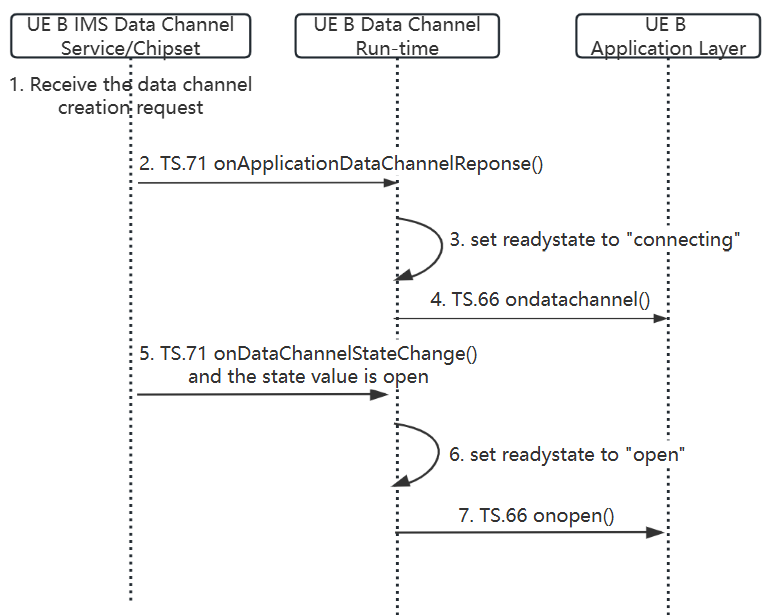 UE B IMS Data Channel
Service/Chipset
UE B Data Channel
Run-time
UE B
Application Layer
1. Receive the data channel
creation request
2. TS.71 onApplicationDataChannelReponse()
3. set readystate to "connecting"
4. TS.66 ondatachannel()
5. TS.71 onDataChannelStateChange()
and the state value is open
6. set readystate to "open"
7. TS.66 onopen()